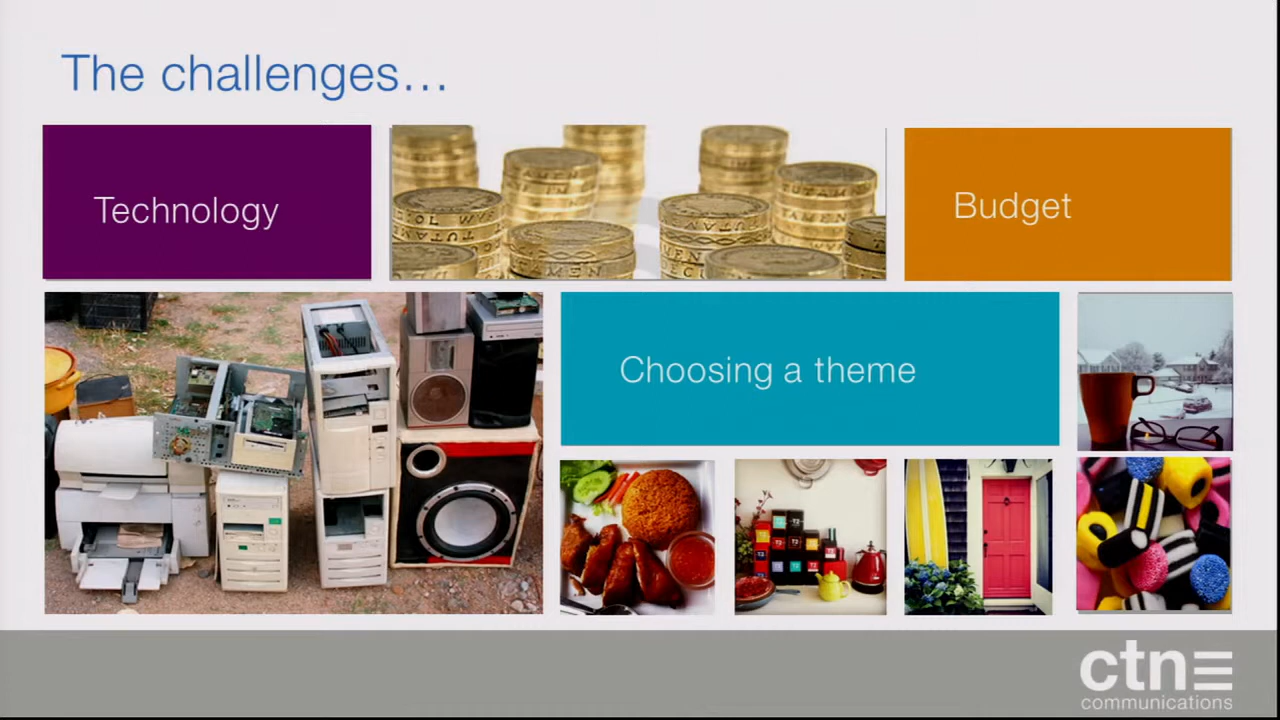 The challenges...
Technology
Budget
Choosing a theme
ctn
communications